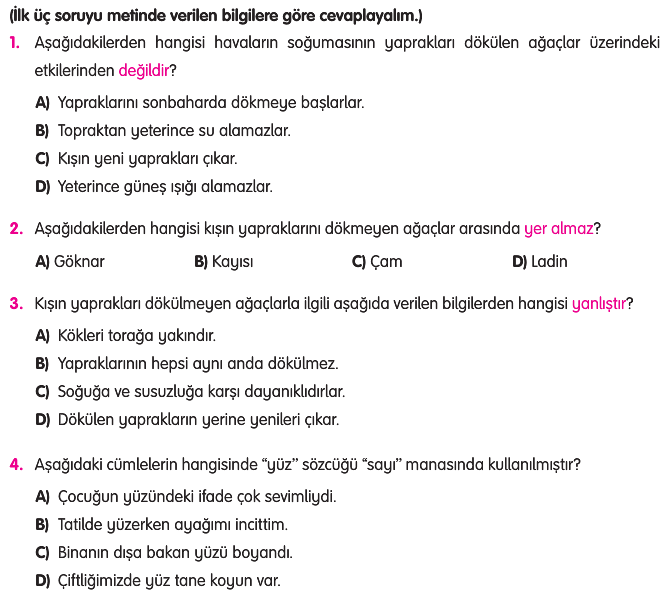 (İlk üç soruyu metinde verilen bilgilere göre cevaplayalım.)
1. Aşağıdakilerden hangisi havaların soğumasının yaprakları dökülen ağaçlar üzerindeki
etkilerinden değildir?
A) Yapraklarını sonbaharda dökmeye başlarlar.
B) Topraktan yeterince su alamazlar.
C) Kışın yeni yaprakları çıkar.
D) Yeterince güneş ışığı alamazlar.
2. Aşağıdakilerden hangisi kışın yapraklarını dökmeyen ağaçlar arasında yer almaz?
A) Göknar B) Kayısı C) Çam D) Ladin
3. Kışın yaprakları dökülmeyen ağaçlarla ilgili aşağıda verilen bilgilerden hangisi yanlıştır?
A) Kökleri torağa yakındır.
B) Yapraklarının hepsi aynı anda dökülmez.
C) Soğuğa ve susuzluğa karşı dayanıklıdırlar.
D) Dökülen yaprakların yerine yenileri çıkar.
4. Aşağıdaki cümlelerin hangisinde “yüz” sözcüğü “sayı” manasında kullanılmıştır?
A) Çocuğun yüzündeki ifade çok sevimliydi.
B) Tatilde yüzerken ayağımı incittim.
C) Binanın dışa bakan yüzü boyandı.
D) Çiftliğimizde yüz tane koyun var.